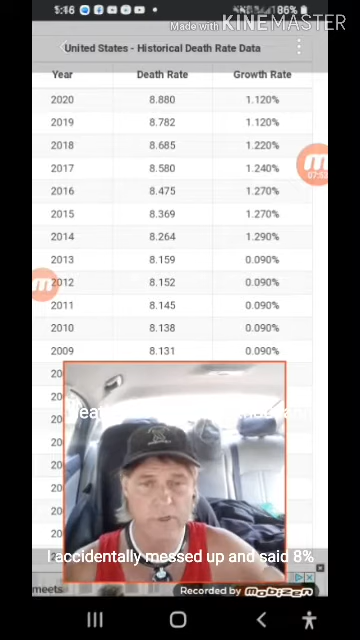 5:16
86%
Made with KINEMASTER
United States - Historical Death Rate Data
Year Death Rate Growth Rate
2020 8.880 1.120%
2019 8.782 1.120%
2018 8.685 1.220%
2017 8.580 1.240%
07:53
2016 8.475 1.270%
2015 8.369 1.270%
2014 8.264 1.290%
2013 8.159 0.090%
2012 8.152 0.090%
2011 8.145 0.090%
2010 8.138 0.090%
2009 8.131 0.090%
I accidentally messed up and said 8%
meets
Recorded by mobizen